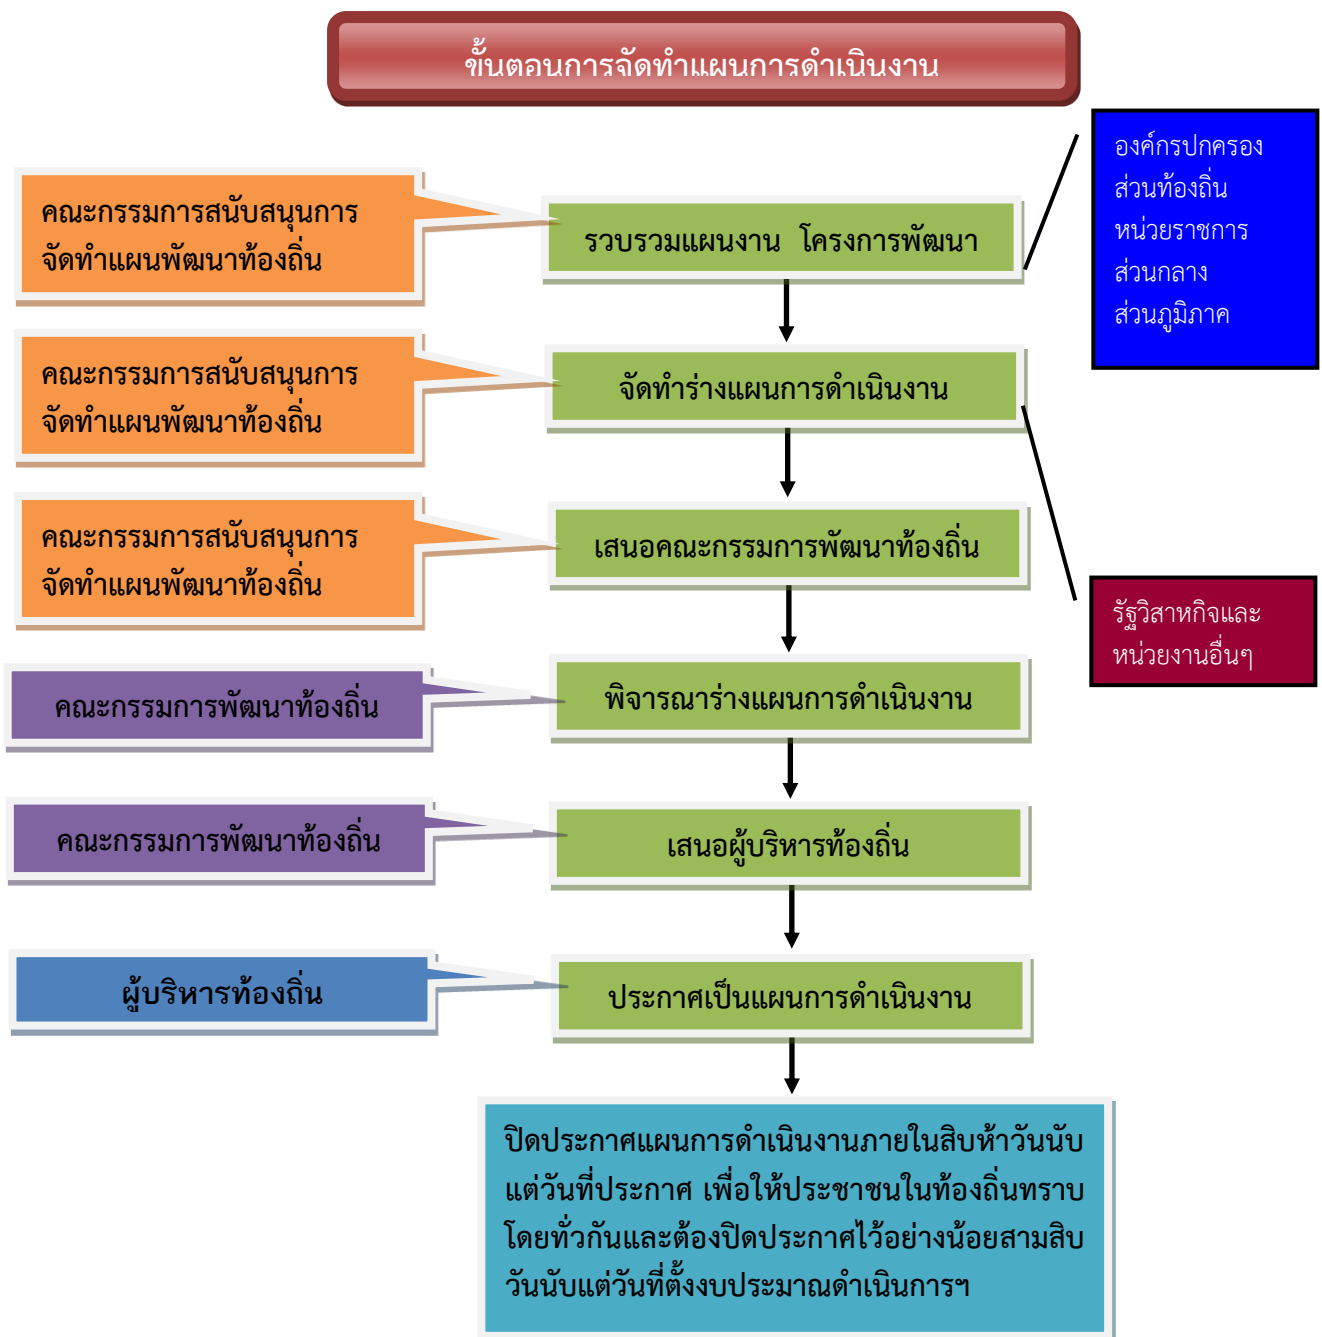 ขั้นตอนการจัดทำแผนการดำเนินงาน
องค์กรปกครอง
ส่วนท้องถิ่น
หน่วยราชการ
ส่วนกลาง
ส่วนภูมิภาค
คณะกรรมการสนับสนุนการ
จัดทำแผนพัฒนาท้องถิ่น
รวบรวมแผนงาน โครงการพัฒนา
คณะกรรมการสนับสนุนการ
จัดทำแผนพัฒนาท้องถิ่น
จัดทำร่างแผนการดำเนินงาน
คณะกรรมการสนับสนุนการ
จัดทำแผนพัฒนาท้องถิ่น
เสนอคณะกรรมการพัฒนาท้องถิ่น
รัฐวิสาหกิจและ
หน่วยงานอื่นๆ
คณะกรรมการพัฒนาท้องถิ่น
พิจารณาร่างแผนการดำเนินงาน
คณะกรรมการพัฒนาท้องถิ่น
เสนอผู้บริหารท้องถิ่น
ผู้บริหารท้องถิ่น
ประกาศเป็นแผนการดำเนินงาน
ปิดประกาศแผนการดำเนินงานภายในสิบห้าวันนับ
แต่วันที่ประกาศ เพื่อให้ประชาชนในท้องถิ่นทราบ
โดยทั่วกันและต้องปิดประกาศไว้อย่างน้อยสามสิบ
วันนับแต่วันที่ตั้งงบประมาณดำเนินการฯ